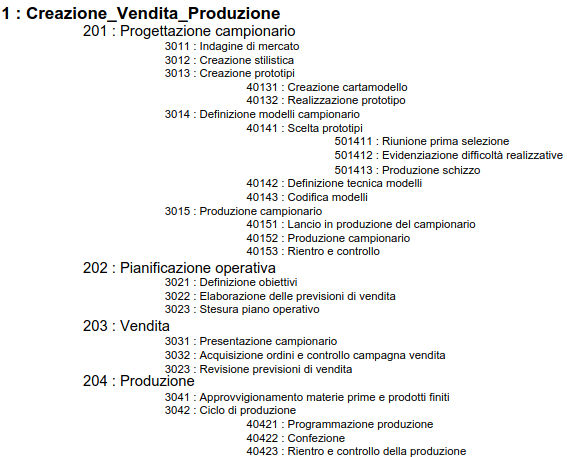 1 : Creazione_Vendita_Produzione
201 : Progettazione campionario
3011 : Indagine di mercato
3012 : Creazione stilistica
3013 : Creazione prototipi
40131 : Creazione cartamodello
40132 : Realizzazione prototipo
3014 : Definizione modelli campionario
40141 : Scelta prototipi
501411 : Riunione prima selezione
501412 : Evidenziazione difficoltà realizzative
501413 : Produzione schizzo
40142 : Definizione tecnica modelli
40143 : Codifica modelli
3015 : Produzione campionario
40151 : Lancio in produzione del campionario
40152 : Produzione campionario
40153 : Rientro e controllo
202 : Pianificazione operativa
3021 : Definizione obiettivi
3022 : Elaborazione delle previsioni di vendita
3023 : Stesura piano operativo
203 : Vendita
3031 : Presentazione campionario
3032 : Acquisizione ordini e controllo campagna vendita
3023 : Revisione previsioni di vendita
204 : Produzione
3041 : Approvvigionamento materie prime e prodotti finiti
3042 : Ciclo di produzione
40421 : Programmazione produzione
40422 : Confezione
40423 : Rientro e controllo della produzione